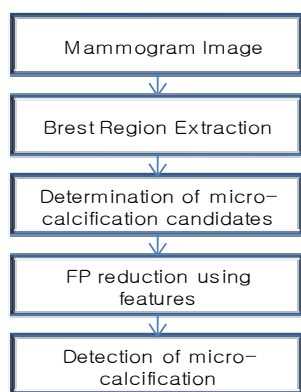 Mammogram Image
Brest Region Extraction
Determination of micro-
calcification candidates
FP reduction using
features
Detection of micro-
calcification